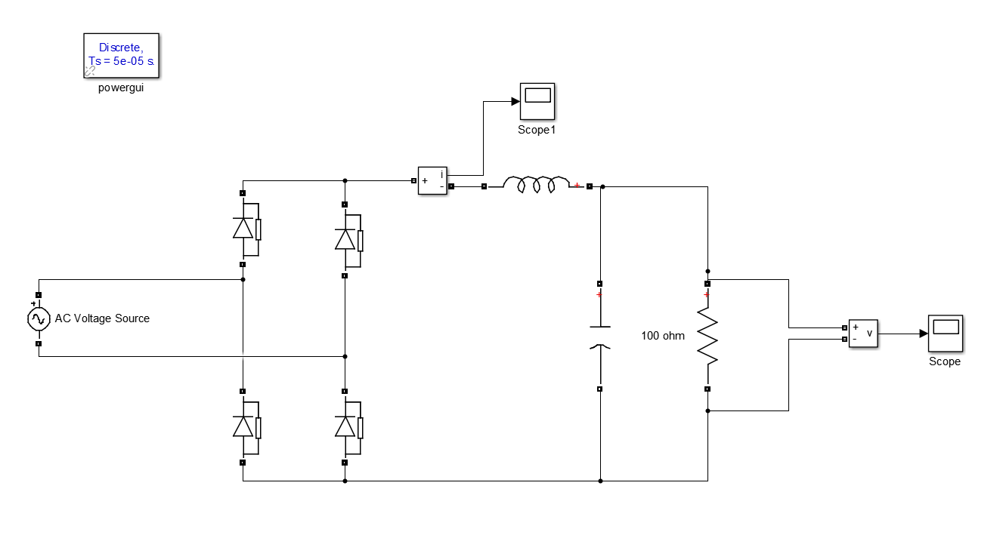 Discrete,
Ts = 5e-05 s.
powergui
Scope1
i
+
-
+
+
AC Voltage Source
+
+
100 ohm
+
-
v
Scope